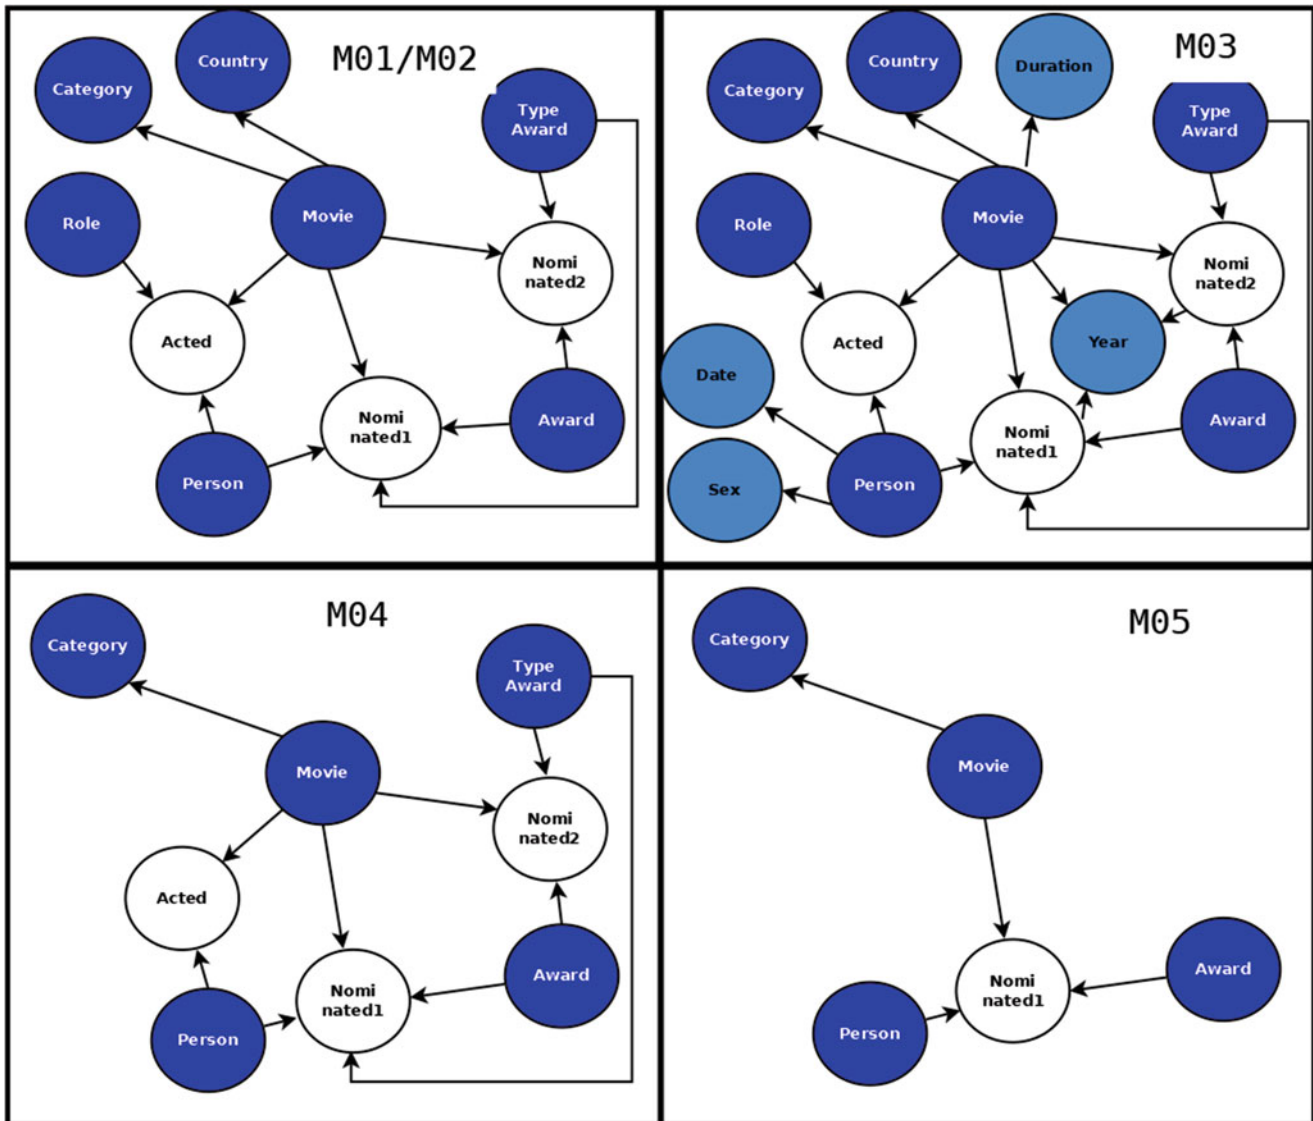 M01/M02
Country
Category
Type
Award
Role
Movie
Nomi
nated2
Acted
Nomi
nated1
Award
Person
M03
Country
Duration
Category
Type
Award
Role
Movie
Nomi
nated2
Acted
Year
Date
Nomi
nated1
Award
Sex
Person
M04
Category
Type
Award
Movie
Nomi
nated2
Acted
Nomi
nated1
Award
Person
M05
Category
Movie
Nomi
nated1
Award
Person